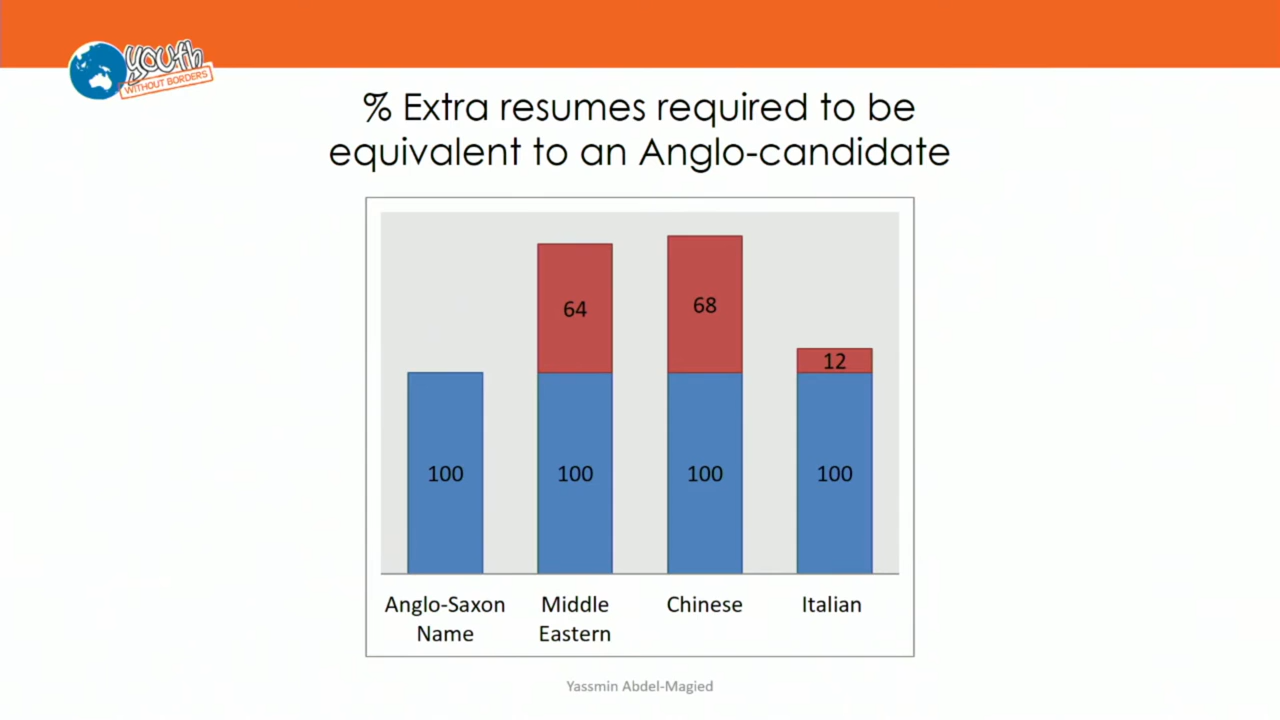 youth
WITHOUT BORDERS
% Extra resumes required to be
equivalent to an Anglo-candidate
64
68
12
100
100
100
100
Anglo-Saxon
Name
Middle
Eastern
Chinese
Italian
Yassmin Abdel-Magied